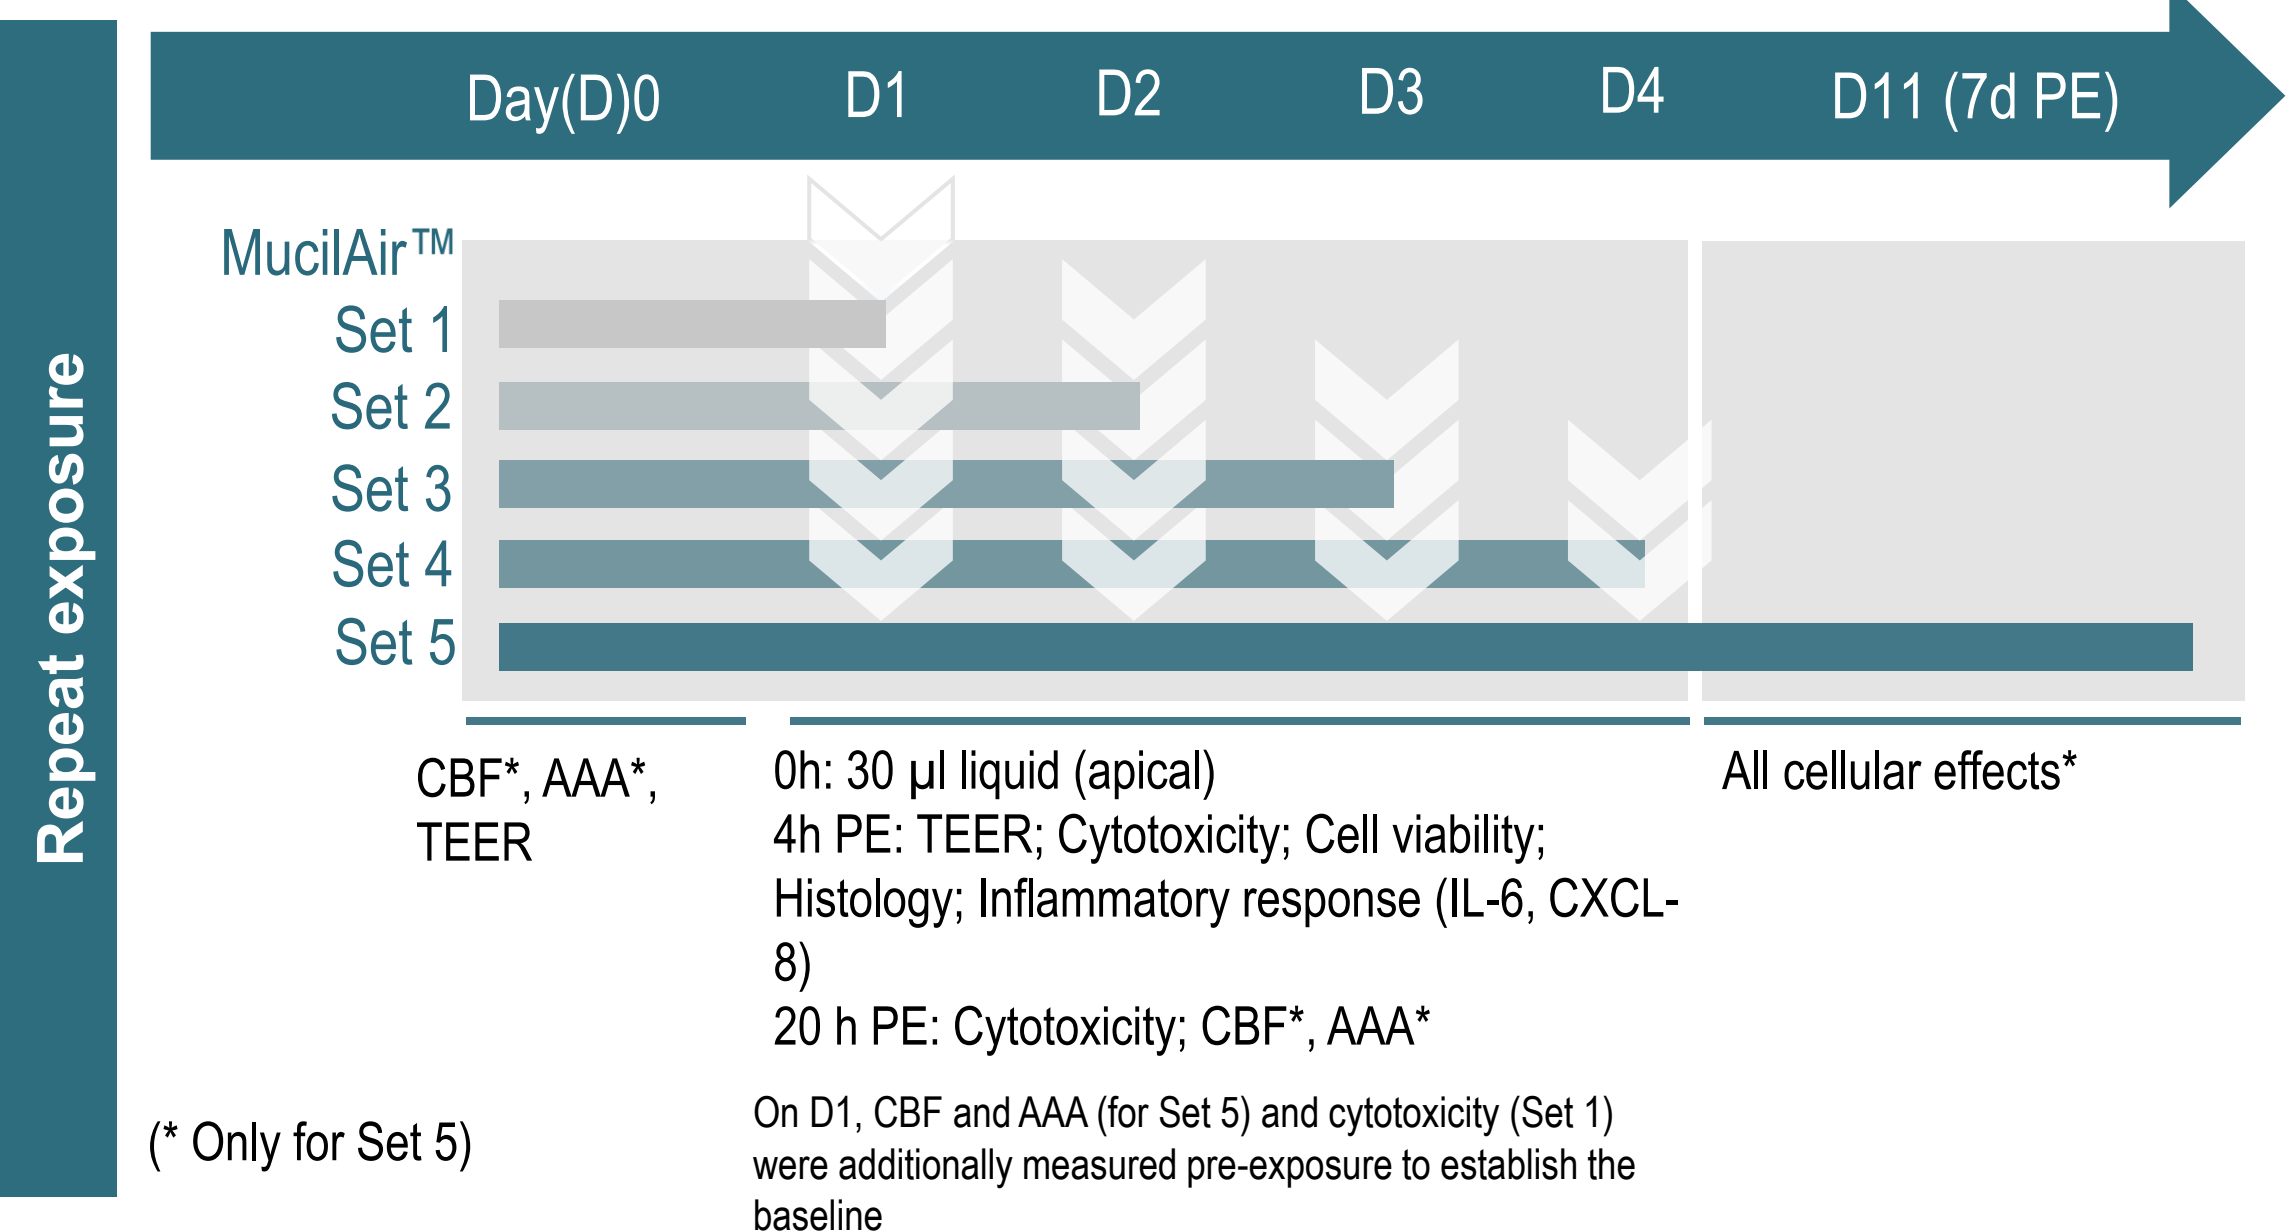 Repeat exposure
Day(D)0 D1 D2 D3 D4 D11 (7d PE)
MucilAir™
Set 1
Set 2
Set 3
Set 4
Set 5
CBF*, AAA*,
TEER
0h: 30 µl liquid (apical)
4h PE: TEER; Cytotoxicity; Cell viability;
Histology; Inflammatory response (IL-6, CXCL-
8)
20 h PE: Cytotoxicity; CBF*, AAA*
All cellular effects*
(* Only for Set 5)
On D1, CBF and AAA (for Set 5) and cytotoxicity (Set 1)
were additionally measured pre-exposure to establish the
baseline